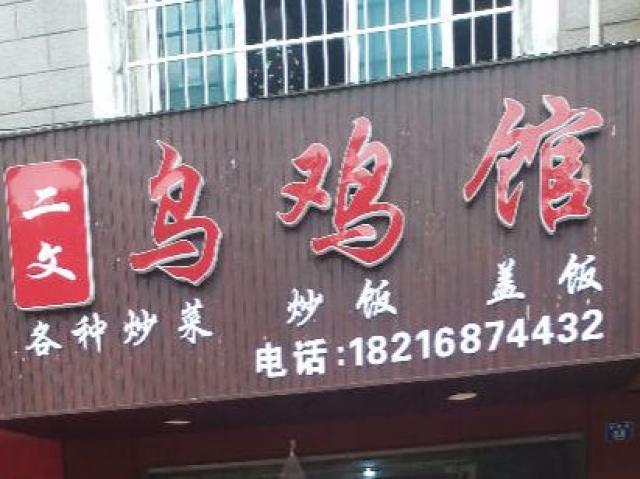 二文
乌鸡馆
各种炒菜 炒饭 盖饭
电话:18216874432